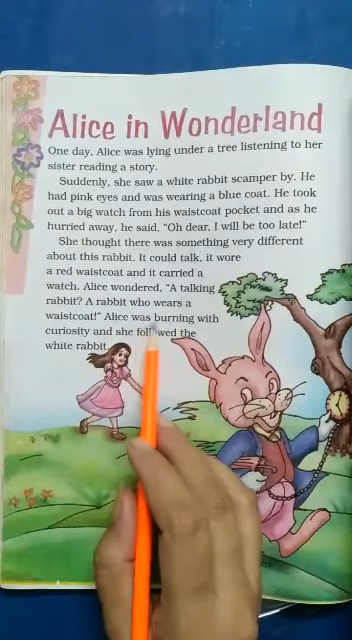 Alice in Wonderland
One day, Alice was lying under a tree listening to her
sister reading a story.
Suddenly, she saw a white rabbit scamper by. He
had pink eyes and was wearing a blue coat. He took
out a big watch from his waistcoat pocket and as he
hurried away, he said, "Oh dear, I will be too late!"
She thought there was something very different
about this rabbit. It could talk, it wore
a red waistcoat and it carried a
watch. Alice wondered, "A talking
rabbit? A rabbit who wears a
waistcoat!" Alice was burning with
curiosity and she followed the
white rabbit.